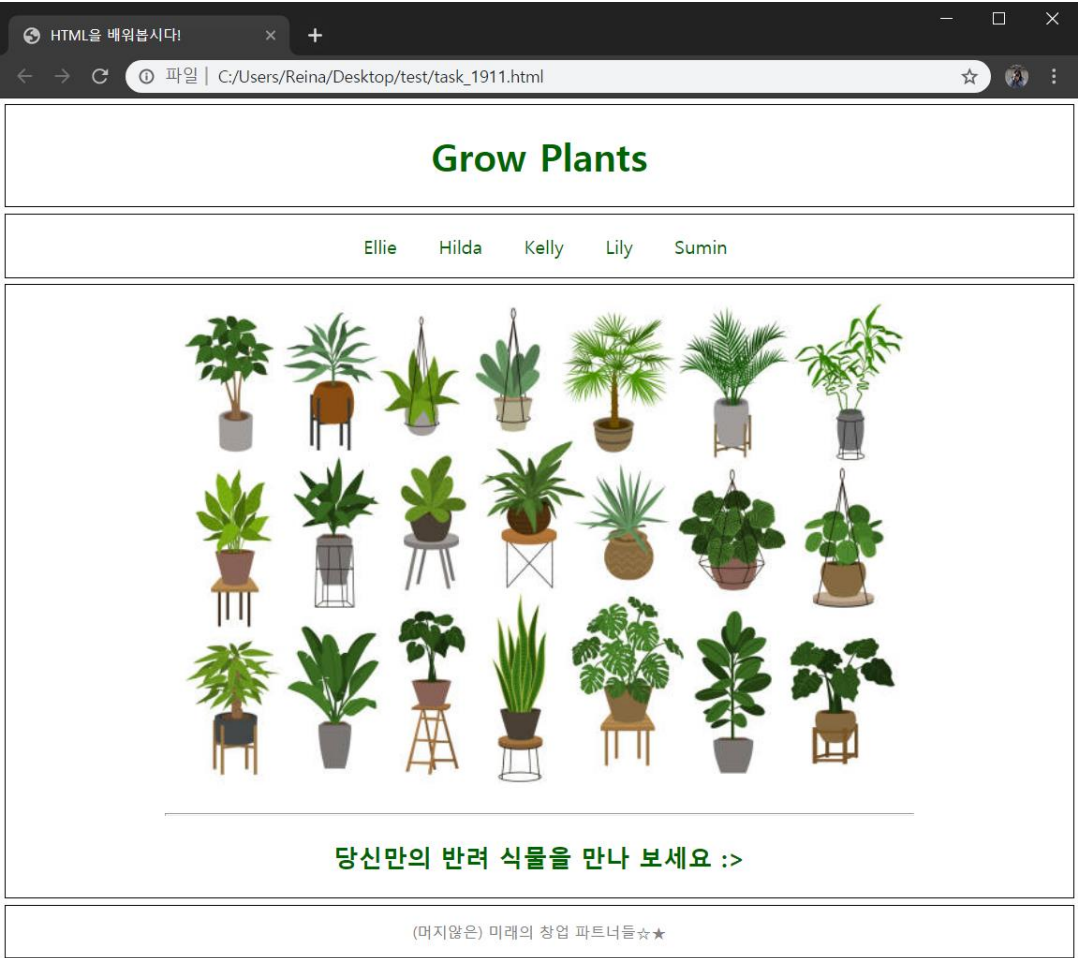 HTML을 배워봅시다!
파일 | C:/Users/Reina/Desktop/test/task_1911.html
Grow Plants
Ellie Hilda Kelly Lily Sumin
당신만의 반려 식물을 만나 보세요 :>
(머지않은) 미래의 창업 파트너들☆★